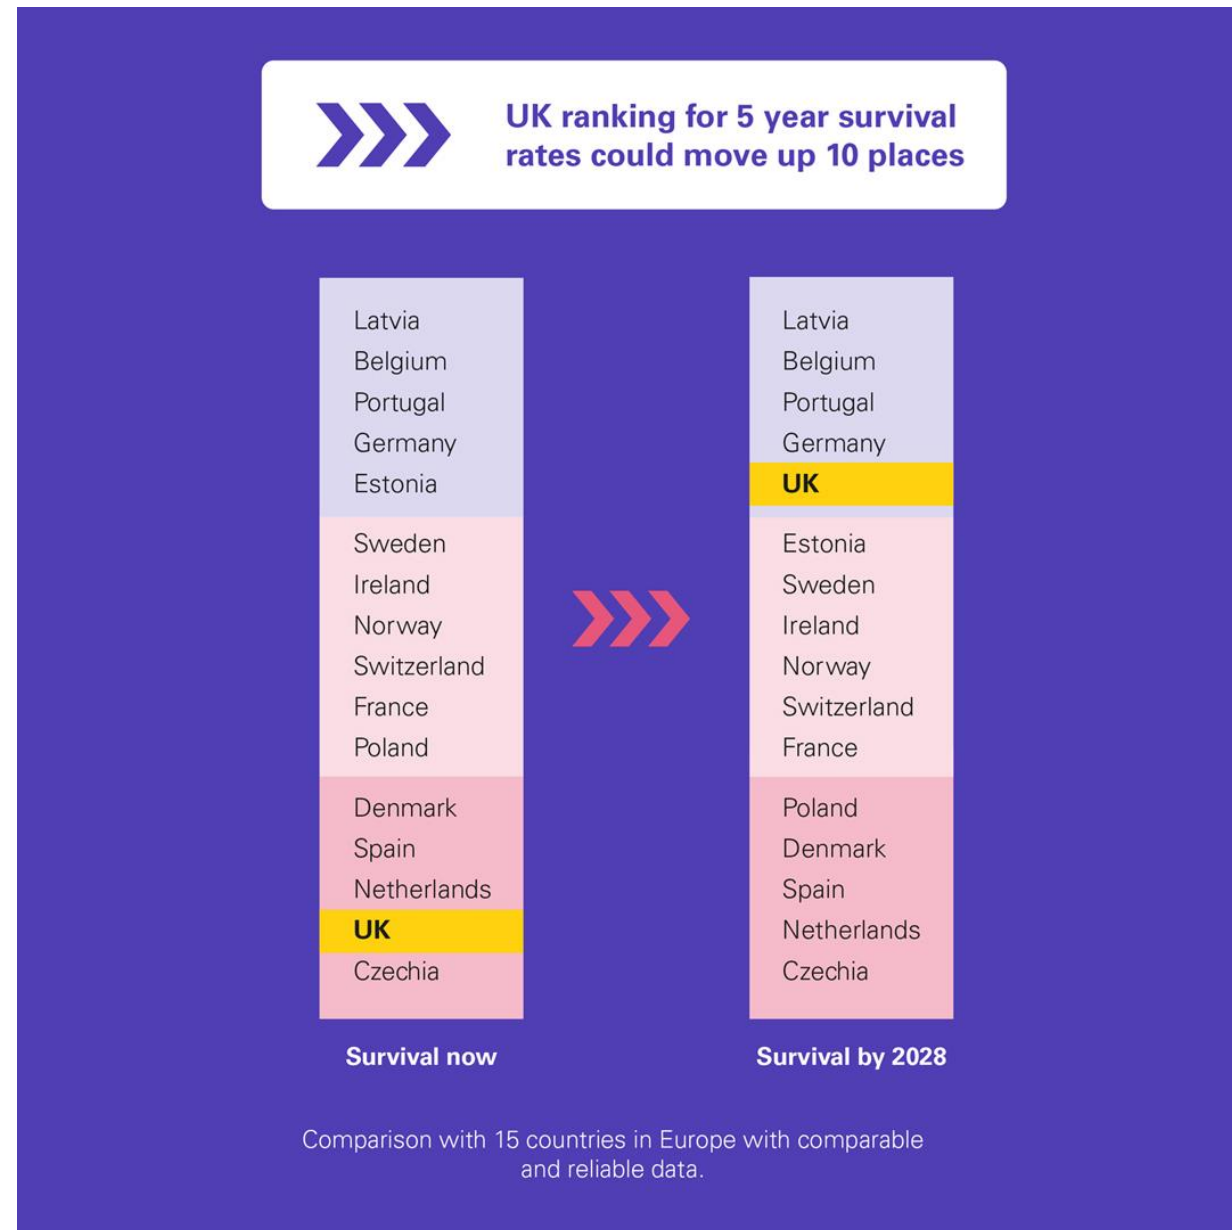 UK ranking for 5 year survival
rates could move up 10 places
Latvia
Belgium
Portugal
Germany
Estonia
Sweden
Ireland
Norway
Switzerland
France
Poland
Denmark
Spain
Netherlands
UK
Czechia
Survival now
Latvia
Belgium
Portugal
Germany
UK
Estonia
Sweden
Ireland
Norway
Switzerland
France
Poland
Denmark
Spain
Netherlands
Czechia
Survival by 2028
Comparison with 15 countries in Europe with comparable
and reliable data.